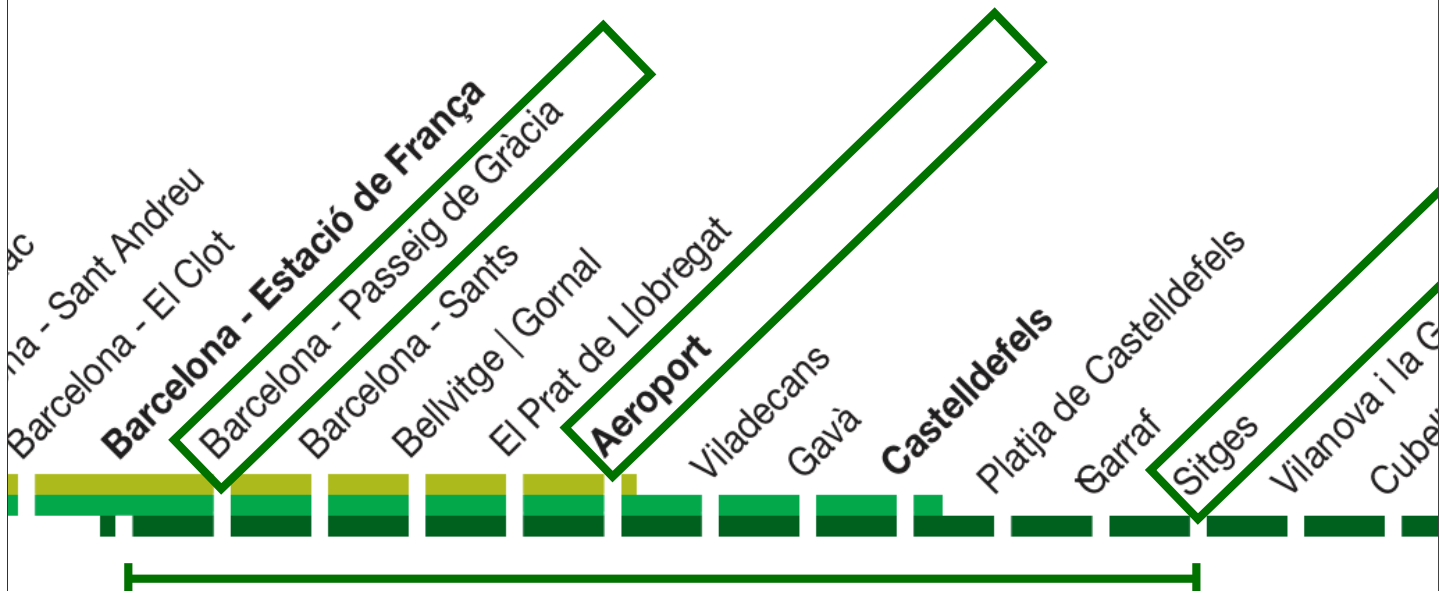 Sant Andreu
Barcelona - El Clot
Barcelona - Estació de França
Barcelona - Passeig de Gràcia
Barcelona - Sants
Bellvitge | Gornal
El Prat de Llobregat
Aeroport
Viladecans
Gavà
Castelldefels
Platja de Castelldefels
Garraf
Sitges
Vilanova i la